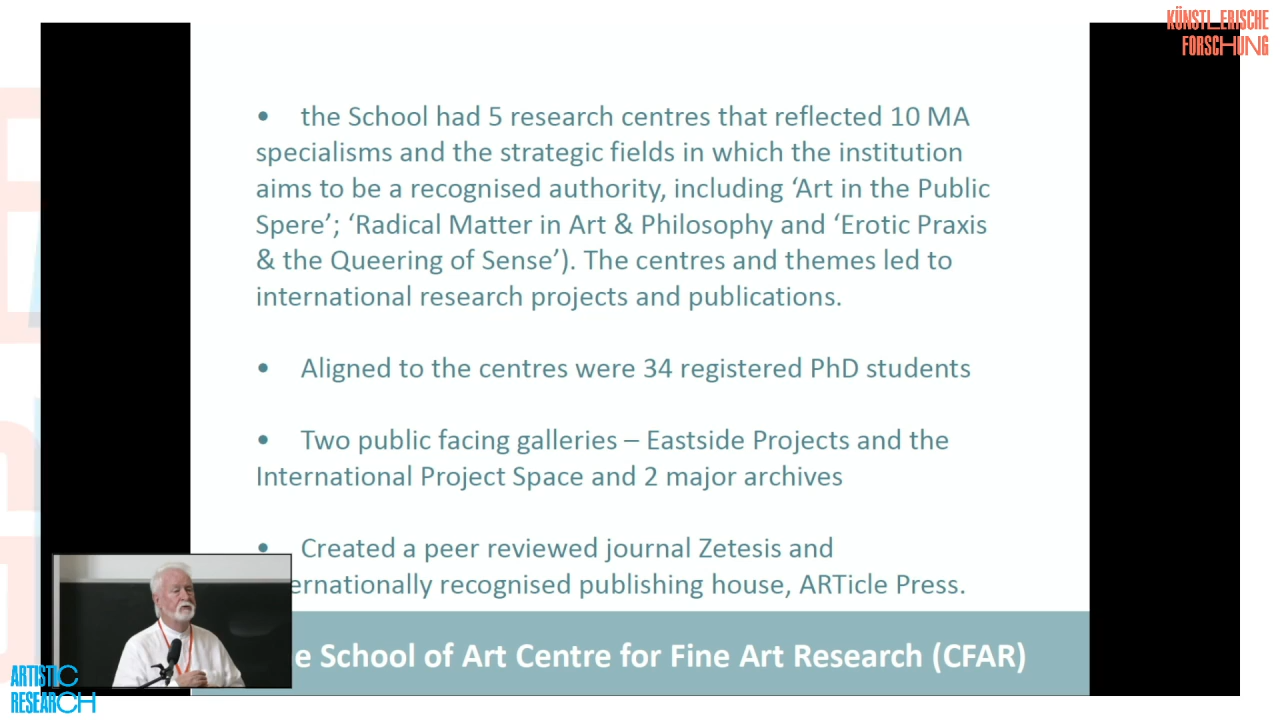 KÜNSTLERISCHE
FORSCHUNG
• the School had 5 research centres that reflected 10 MA
specialisms and the strategic fields in which the institution
aims to be a recognised authority, including ‘Art in the Public
Spere’; ‘Radical Matter in Art & Philosophy and ‘Erotic Praxis
& the Queering of Sense’). The centres and themes led to
international research projects and publications.
• Aligned to the centres were 34 registered PhD students
• Two public facing galleries – Eastside Projects and the
International Project Space and 2 major archives
• Created a peer reviewed journal Zetesis and
ernationally recognised publishing house, ARTicle Press.
e School of Art Centre for Fine Art Research (CFAR)
ARTISTIC
RESEARCH